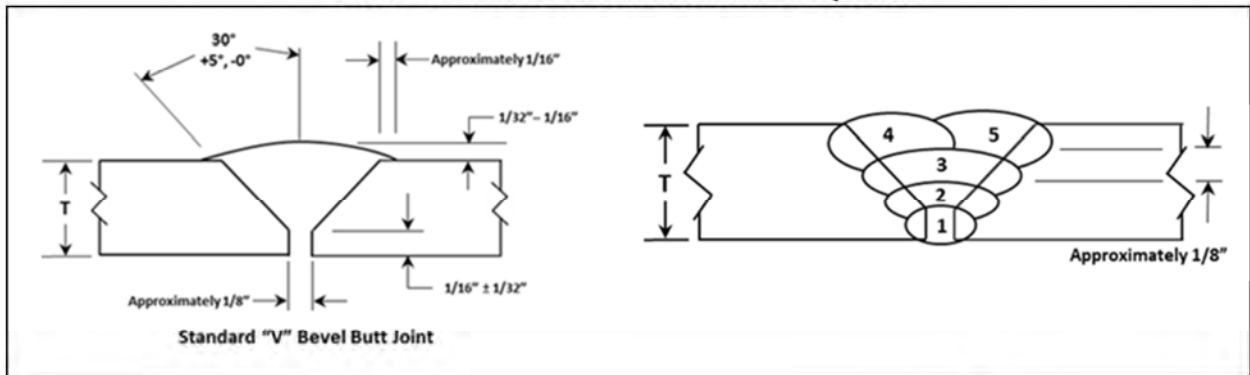 30°
+5°, -0°
Approximately 1/16"
1/32"– 1/16"
T
1/16" ± 1/32"
Approximately 1/8"
Standard "V" Bevel Butt Joint
4
5
3
T
2
1
Approximately 1/8"